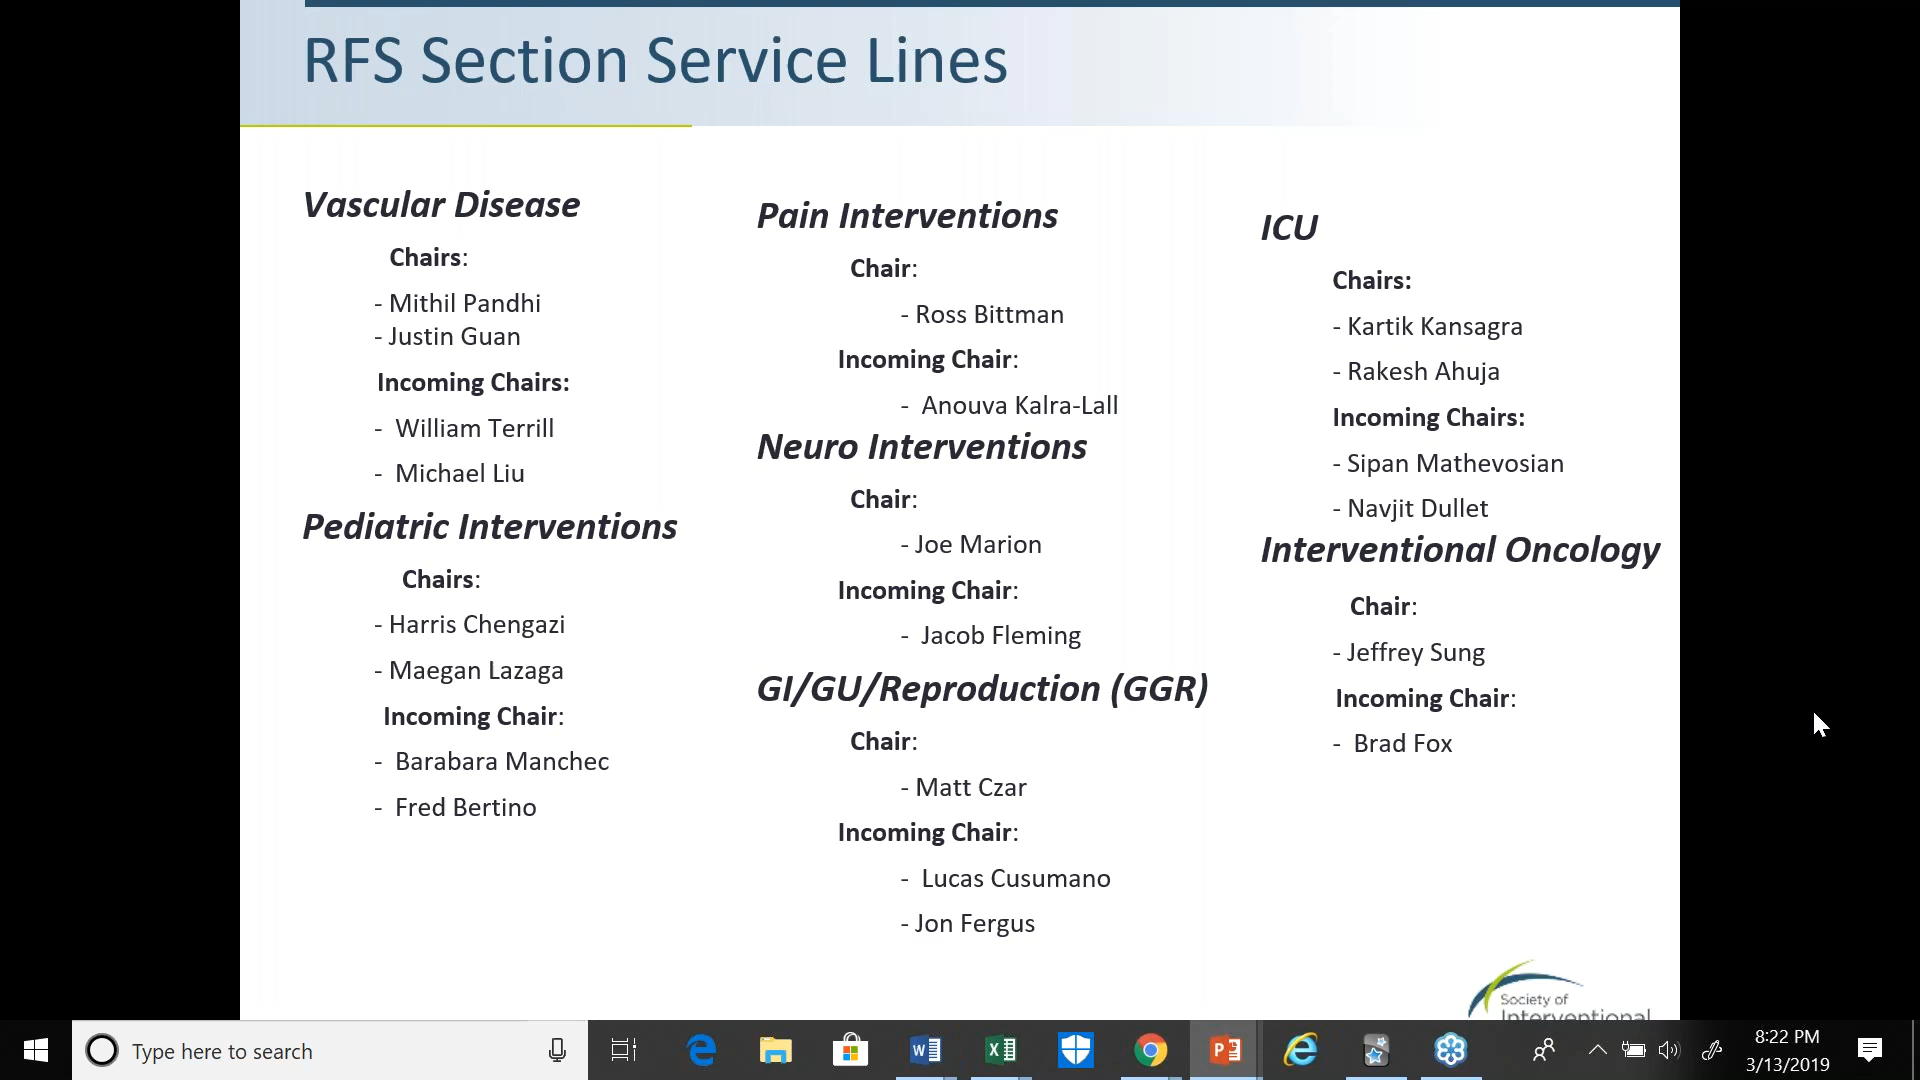 RFS Section Service Lines
Vascular Disease
Chairs:
- Mithil Pandhi
- Justin Guan
Incoming Chairs:
- William Terrill
- Michael Liu
Pediatric Interventions
Chairs:
- Harris Chengazi
- Maegan Lazaga
Incoming Chair:
- Barabara Manchec
- Fred Bertino
Pain Interventions
Chair:
- Ross Bittman
Incoming Chair:
- Anouva Kalra-Lall
Neuro Interventions
Chair:
- Joe Marion
Incoming Chair:
- Jacob Fleming
GI/GU/Reproduction (GGR)
Chair:
- Matt Czar
Incoming Chair:
- Lucas Cusumano
- Jon Fergus
ICU
Chairs:
- Kartik Kansagra
- Rakesh Ahuja
Incoming Chairs:
- Sipan Mathevosian
- Navjit Dullet
Interventional Oncology
Chair:
- Jeffrey Sung
Incoming Chair:
- Brad Fox
Society of
Interventional
Type here to search
8:22 PM
3/13/2019